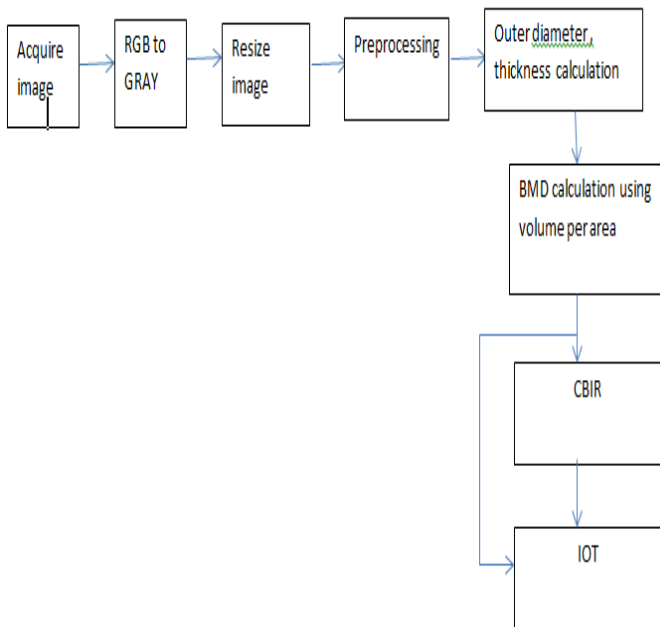 Acquire
image
RGB to
GRAY
Resize
image
Preprocessing
Outer diameter,
thickness calculation
BMD calculation using
volume per area
CBIR
IOT